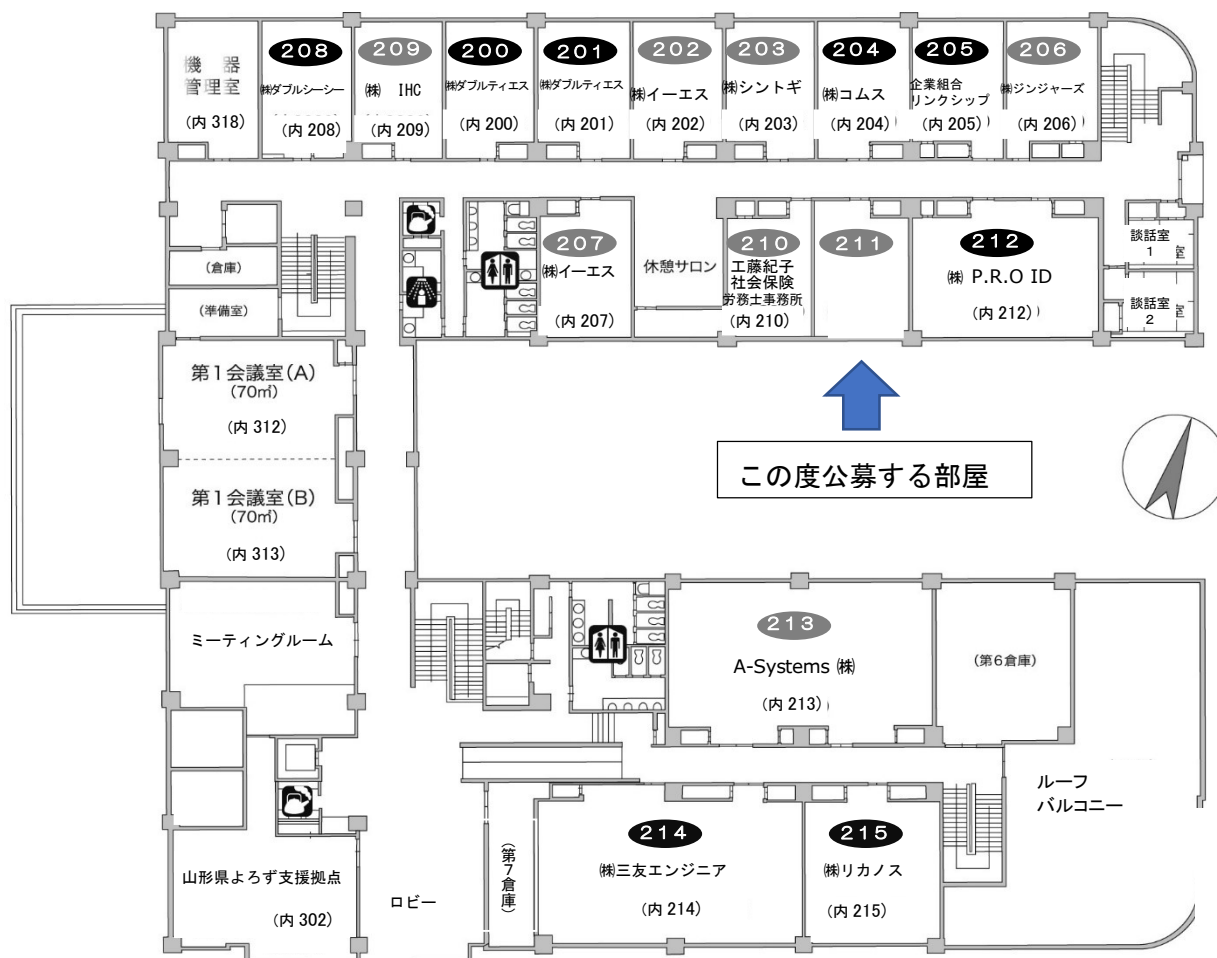 機 器
管理室
(内 318)
208
㈱ダブルシーシー
(内 208)
209
㈱ IHC
(内 209)
200
㈱ダブルティエス
(内 200)
201
㈱ダブルティエス
(内 201)
202
㈱イーエス
(内 202)
203
㈱シントギ
(内 203)
204
㈱コムス
(内 204)
205
企業組合
リンクシップ
(内 205)
206
㈱ジンジャーズ
(内 206)
207
㈱イーエス
(内 207)
休憩サロン
210
工藤紀子
社会保険
労務士事務所
(内 210)
211
212
㈱ P.R.O ID
(内 212)
談話室
1
室
談話室
2
室
(倉庫)
(準備室)
第1会議室(A)
(70㎡)
(内 312)
第1会議室(B)
(70㎡)
(内 313)
この度公募する部屋
ミーティングルーム
213
A-Systems ㈱
(内 213)
(第6倉庫)
ルーフ
バルコニー
214
㈱三友エンジニア
(内 214)
215
㈱リカノス
(内 215)
(第7倉庫)
山形県よろず支援拠点
(内 302)
ロビー